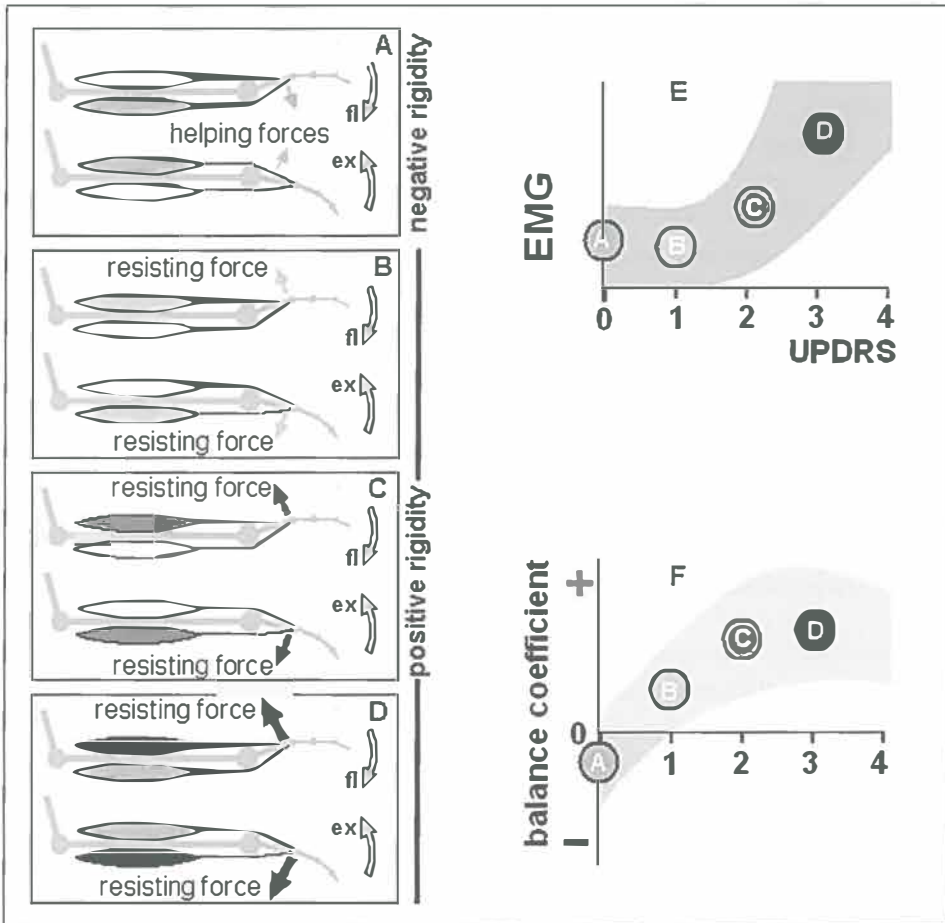 A
fl
helping forces
ex
negative rigidity
resisting force
B
fl
ex
resisting force
resisting force
C
fl
ex
resisting force
positive rigidity
resisting force
D
fl
ex
resisting force
E
EMG
A
B
C
D
0 1 2 3 4
UPDRS
F
balance coefficient
+
0
–
A
B
C
D
1 2 3 4